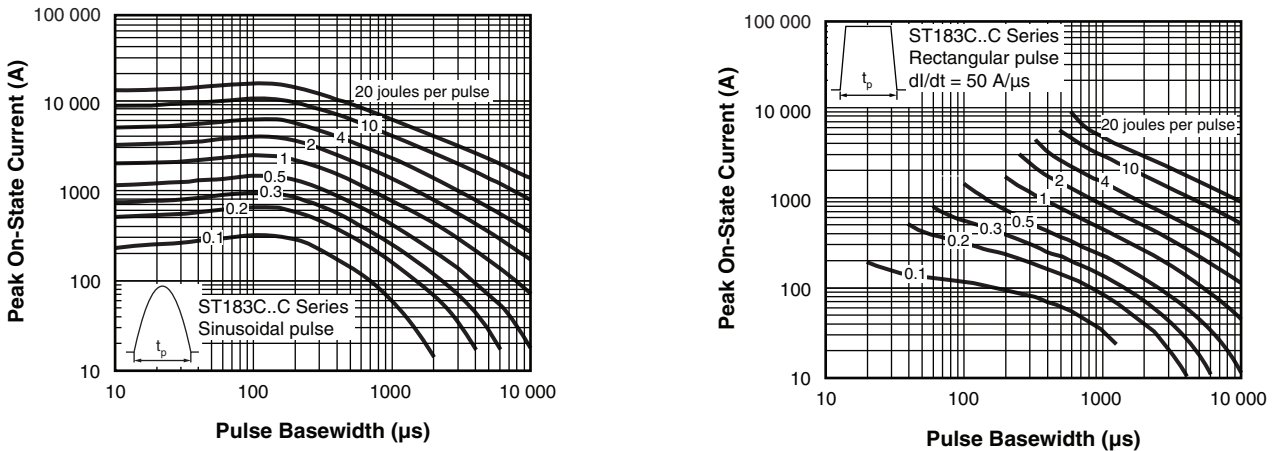 100 000
10 000
1000
100
10
10
100
1000
10 000
Peak On-State Current (A)
Pulse Basewidth (µs)
20 joules per pulse
10
4
2
1
0.5
0.3
0.2
0.1
tp
ST183C..C Series
Sinusoidal pulse
100 000
10 000
1000
100
10
10
100
1000
10 000
Peak On-State Current (A)
Pulse Basewidth (µs)
tp
ST183C..C Series
Rectangular pulse
dI/dt = 50 A/µs
20 joules per pulse
10
4
2
1
0.5
0.3
0.2
0.1